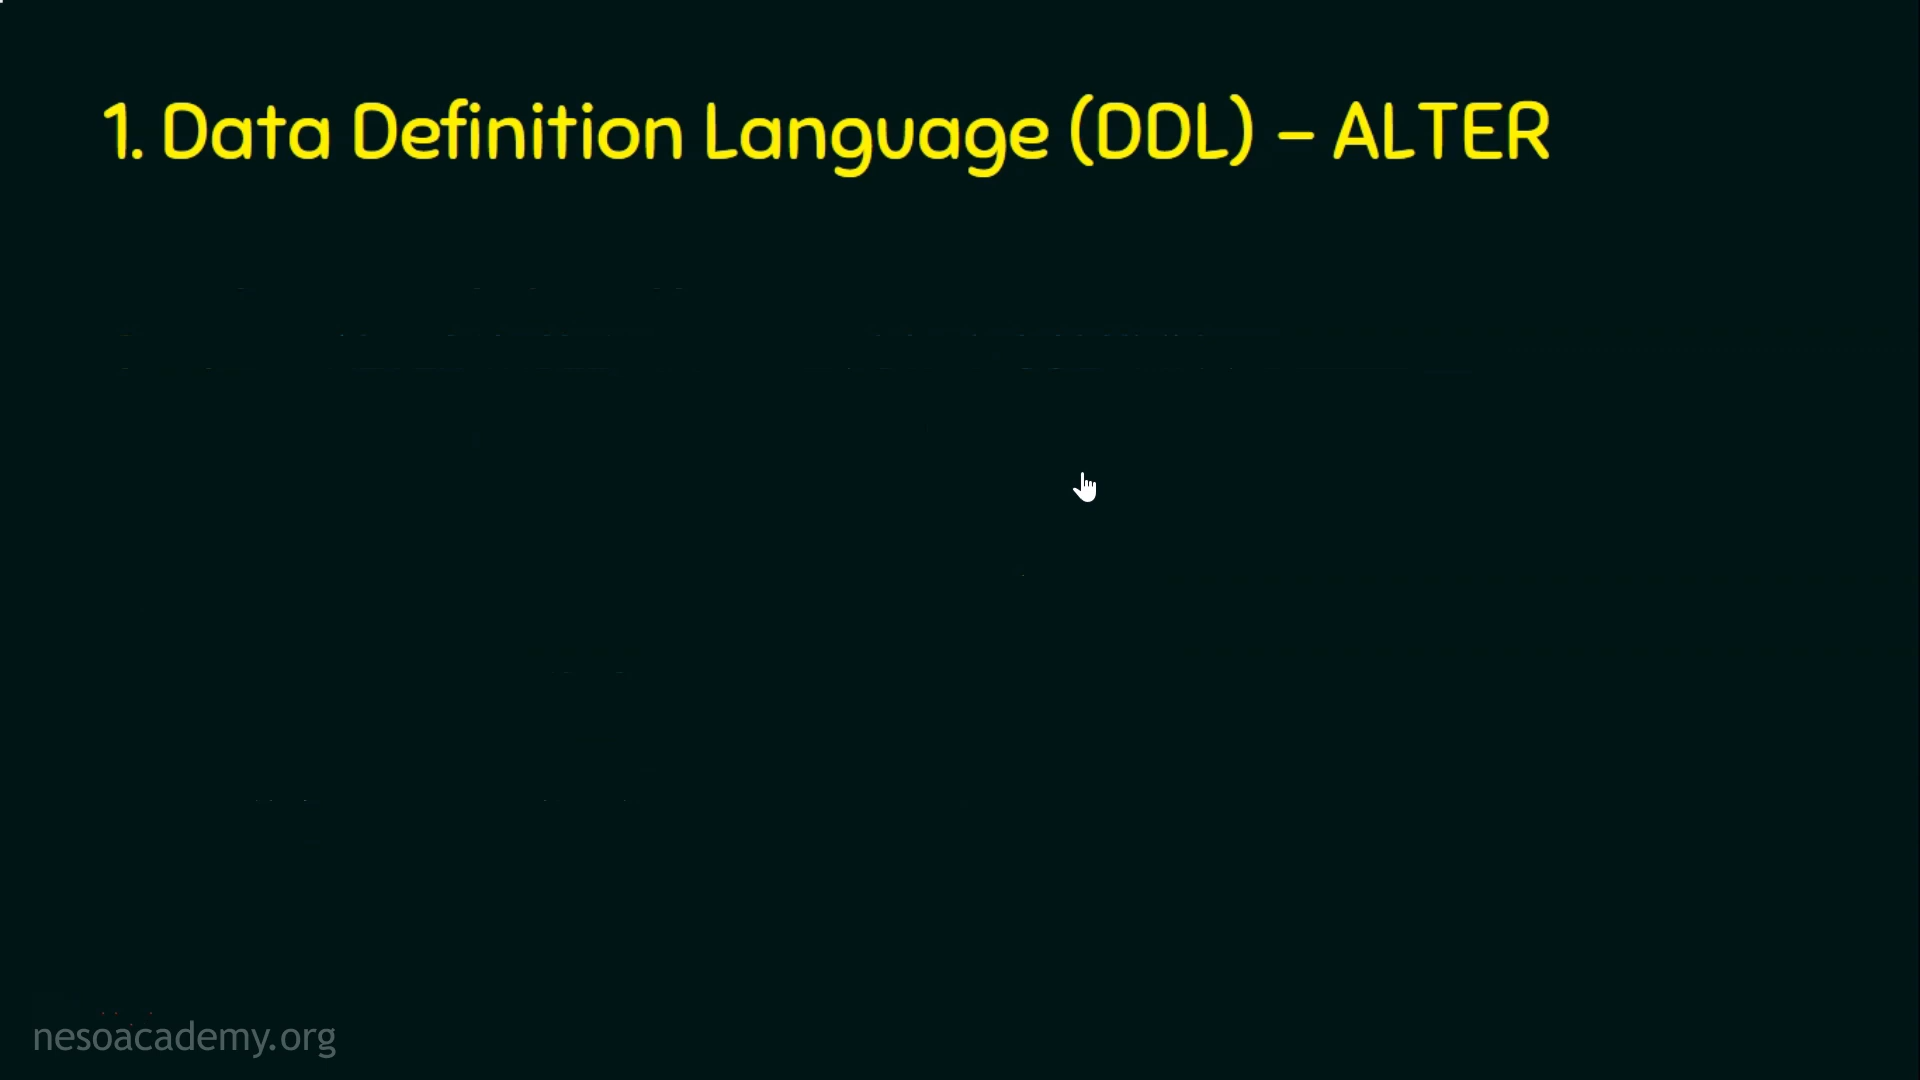 1. Data Definition Language (DDL) – ALTER
nesoacademy.org